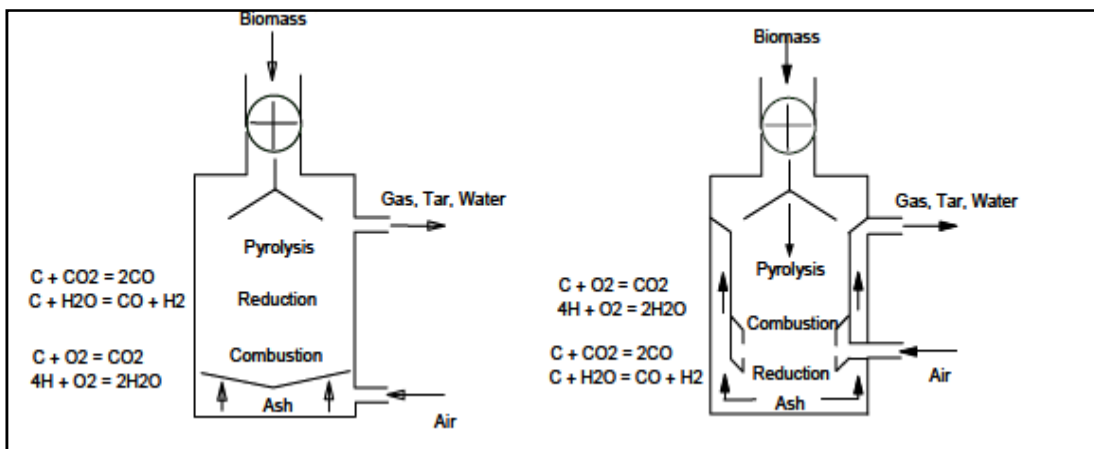 Biomass
Gas, Tar, Water
Pyrolysis
C + CO2 = 2CO
C + H2O = CO + H2
Reduction
C + O2 = CO2
4H + O2 = 2H2O
Combustion
Ash
Air
Biomass
Gas, Tar, Water
Pyrolysis
C + O2 = CO2
4H + O2 = 2H2O
Combustion
C + CO2 = 2CO
C + H2O = CO + H2
Reduction
Air
Ash